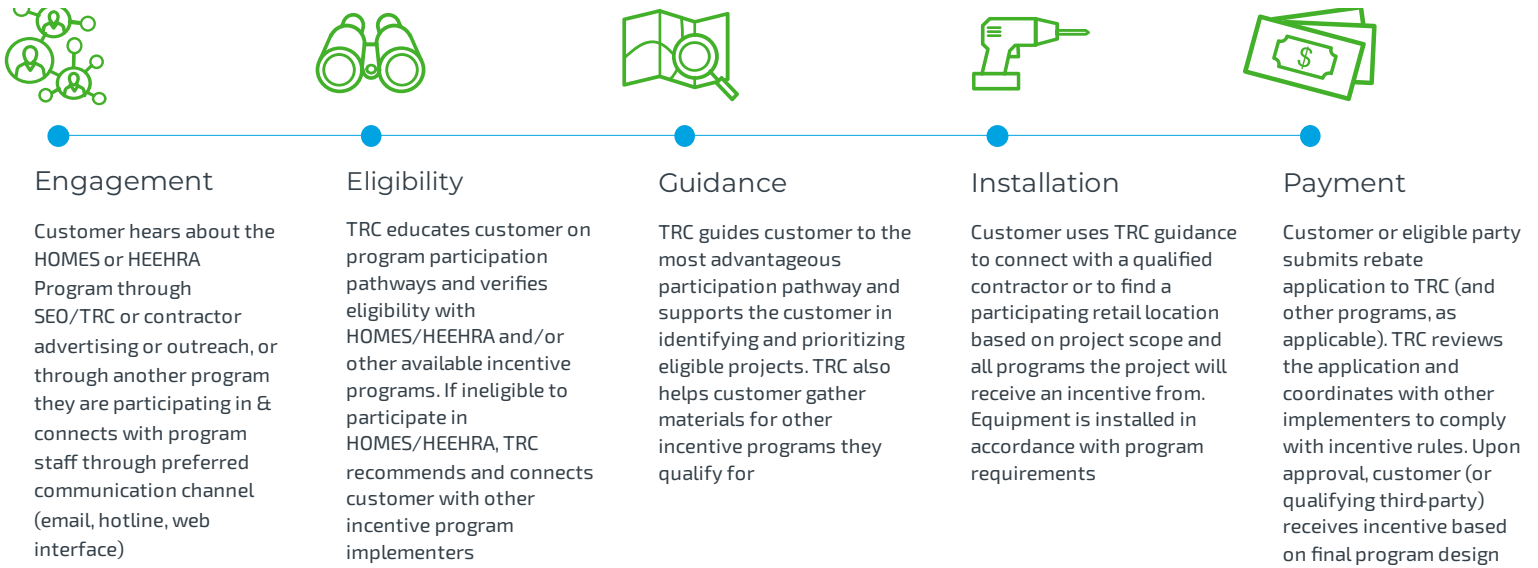 $
Engagement
Customer hears about the
HOMES or HEEHRA
Program through
SEO/TRC or contractor
advertising or outreach, or
through another program
they are participating in &
connects with program
staff through preferred
communication channel
(email, hotline, web
interface)
Eligibility
TRC educates customer on
program participation
pathways and verifies
eligibility with
HOMES/HEEHRA and/or
other available incentive
programs. If ineligible to
participate in
HOMES/HEEHRA, TRC
recommends and connects
customer with other
incentive program
implementers
Guidance
TRC guides customer to the
most advantageous
participation pathway and
supports the customer in
identifying and prioritizing
eligible projects. TRC also
helps customer gather
materials for other
incentive programs they
qualify for
Installation
Customer uses TRC guidance
to connect with a qualified
contractor or to find a
participating retail location
based on project scope and
all programs the project will
receive an incentive from.
Equipment is installed in
accordance with program
requirements
Payment
Customer or eligible party
submits rebate
application to TRC (and
other programs, as
applicable). TRC reviews
the application and
coordinates with other
implementers to comply
with incentive rules. Upon
approval, customer (or
qualifying third-party)
receives incentive based
on final program design